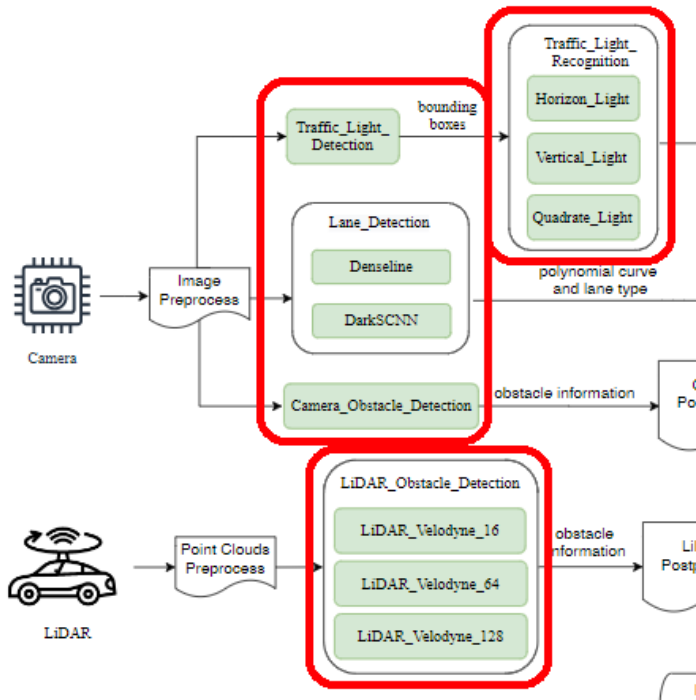 Traffic_Light_
Recognition
Horizon_Light
Vertical_Light
Quadrate_Light
bounding
boxes
Traffic_Light_
Detection
Lane_Detection
Denseline
DarkSCNN
polynomial curve
and lane type
Image
Preprocess
Camera
Camera_Obstacle_Detection
obstacle information
LiDAR_Obstacle_Detection
LiDAR_Velodyne_16
LiDAR_Velodyne_64
LiDAR_Velodyne_128
obstacle
information
Point Clouds
Preprocess
LiDAR